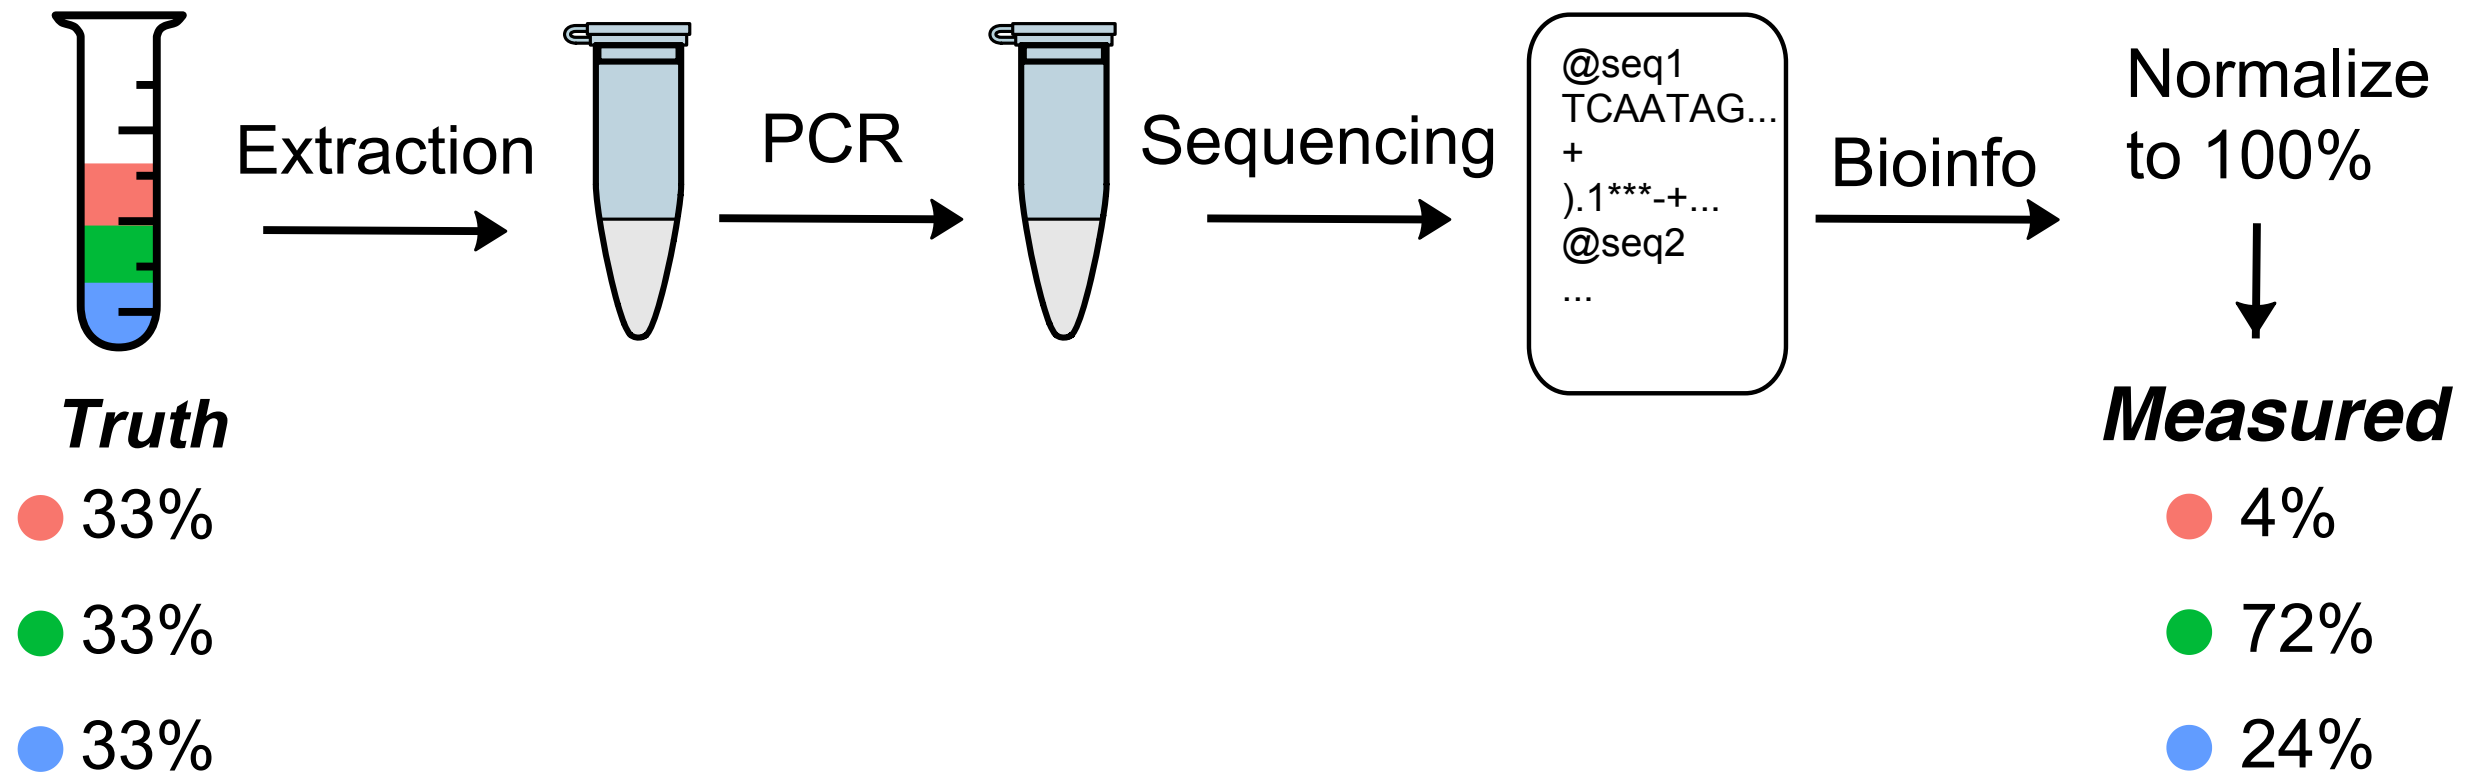 Extraction
PCR
Sequencing
@seq1
TCAATAG...
+
).1***-+...
@seq2
...
Bioinfo
Normalize
to 100%
Truth
33%
33%
33%
Measured
4%
72%
24%